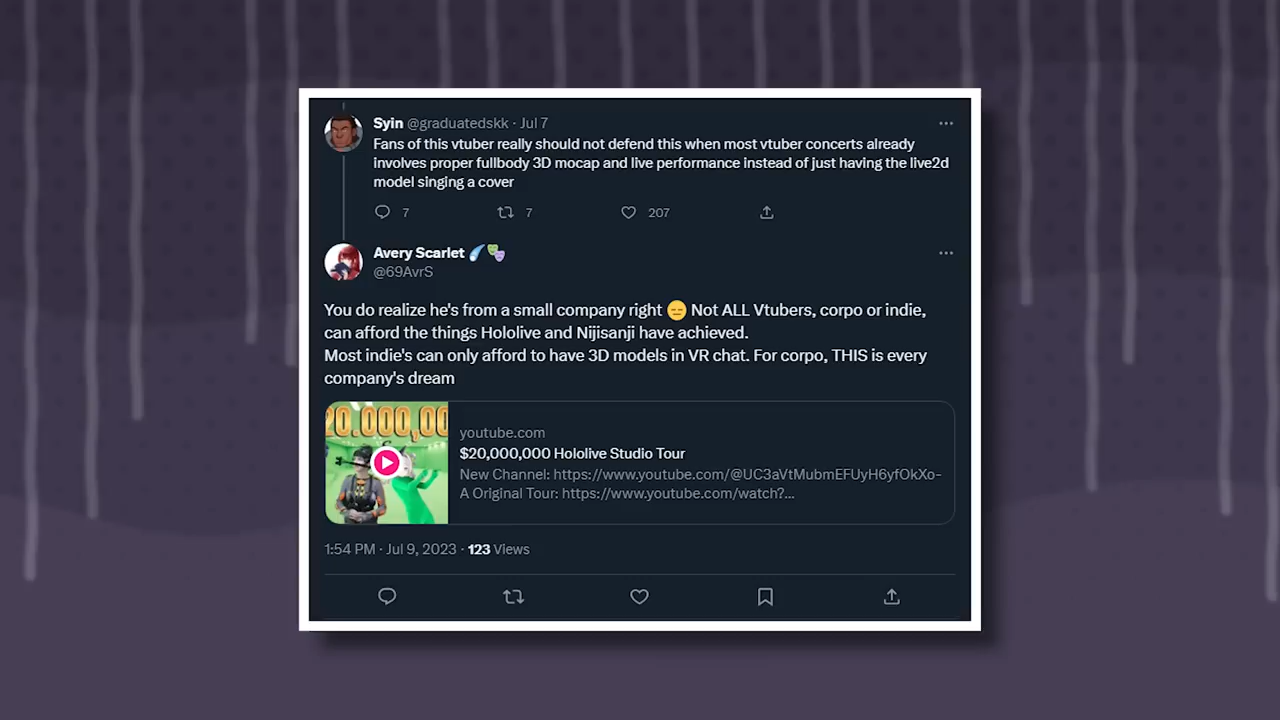 Syin @graduatedskk · Jul 7
Fans of this vtuber really should not defend this when most vtuber concerts already
involves proper fullbody 3D mocap and live performance instead of just having the live2d
model singing a cover
7 7 207
Avery Scarlet
@69AvrS
You do realize he's from a small company right 😑 Not ALL Vtubers, corpo or indie,
can afford the things Hololive and Nijisanji have achieved.
Most indie's can only afford to have 3D models in VR chat. For corpo, THIS is every
company's dream
20.000,00
youtube.com
$20,000,000 Hololive Studio Tour
New Channel: https://www.youtube.com/@UC3aVtMubmEFUyH6yfOkXo-
A Original Tour: https://www.youtube.com/watch?...
1:54 PM · Jul 9, 2023 · 123 Views